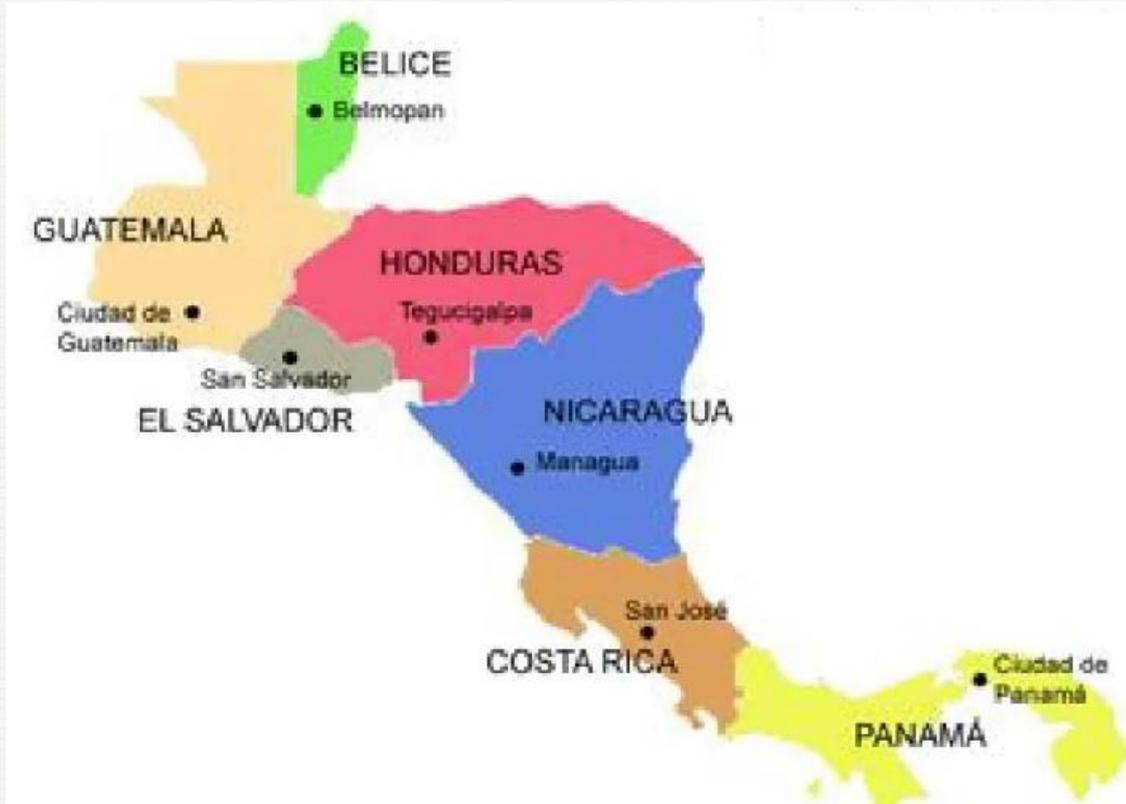 BELICE
Belmopan
GUATEMALA
HONDURAS
Ciudad de
Guatemala
Tegucigalpa
San Salvador
EL SALVADOR
NICARAGUA
Managua
San José
COSTA RICA
Ciudad de
Panamá
PANAMÁ